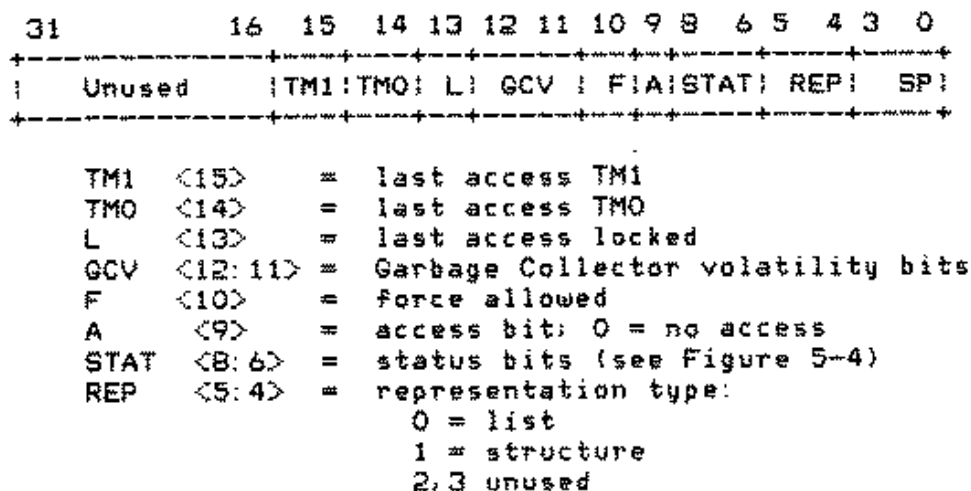 31 16 15 14 13 12 11 10 9 8 6 5 4 3 0
+---------------+---+---+--+------+--+-+----+-----+-----+
| Unused |TM1|TM0| L| GCV | F|A|STAT| REP| SP|
+---------------+---+---+--+------+--+-+----+-----+-----+
TM1 <15> = last access TM1
TM0 <14> = last access TM0
L <13> = last access locked
GCV <12:11> = Garbage Collector volatility bits
F <10> = force allowed
A <9> = access bit; 0 = no access
STAT <8:6> = status bits (see Figure 5-4)
REP <5:4> = representation type:
0 = list
1 = structure
2,3 unused